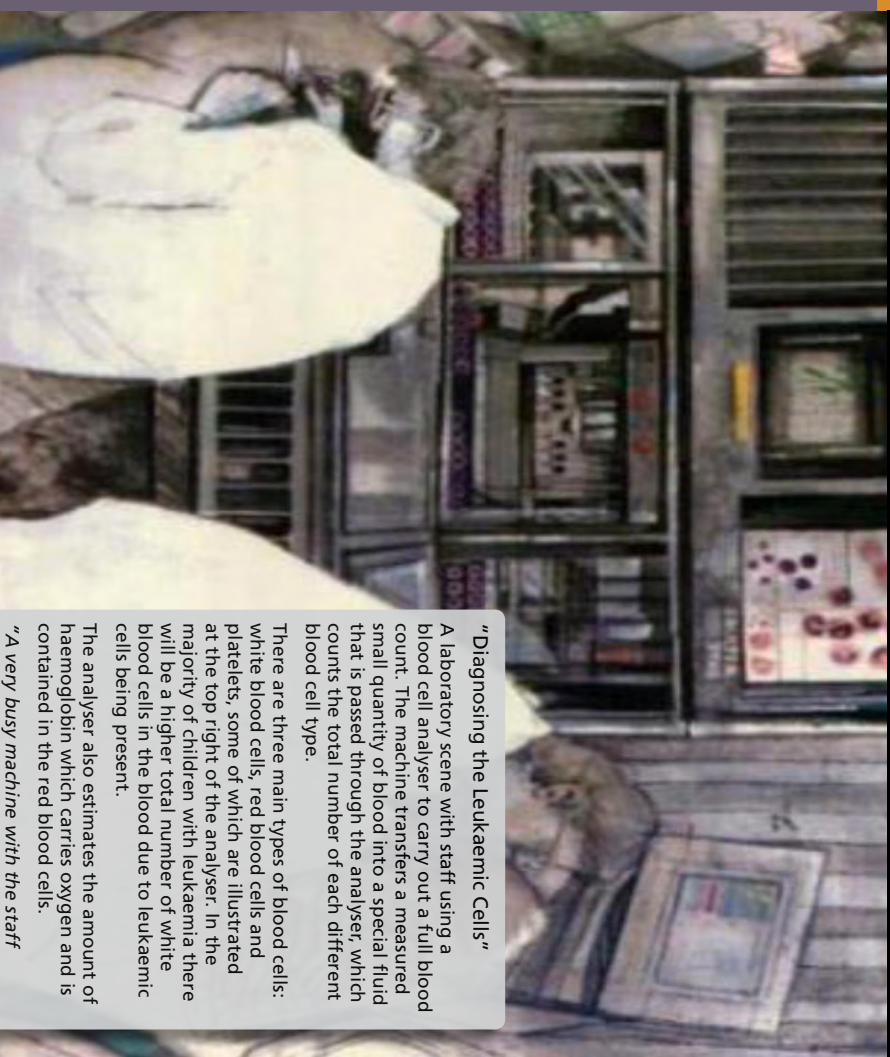 "Diagnosing the Leukaemic Cells"
A laboratory scene with staff using a
blood cell analyser to carry out a full blood
count. The machine transfers a measured
small quantity of blood into a special fluid
that is passed through the analyser, which
counts the total number of each different
blood cell type.
There are three main types of blood cells:
white blood cells, red blood cells and
platelets, some of which are illustrated
at the top right of the analyser. In the
majority of children with leukaemia there
will be a higher total number of white
blood cells in the blood due to leukaemic
cells being present.
The analyser also estimates the amount of
haemoglobin which carries oxygen and is
contained in the red blood cells.
"A very busy machine with the staff